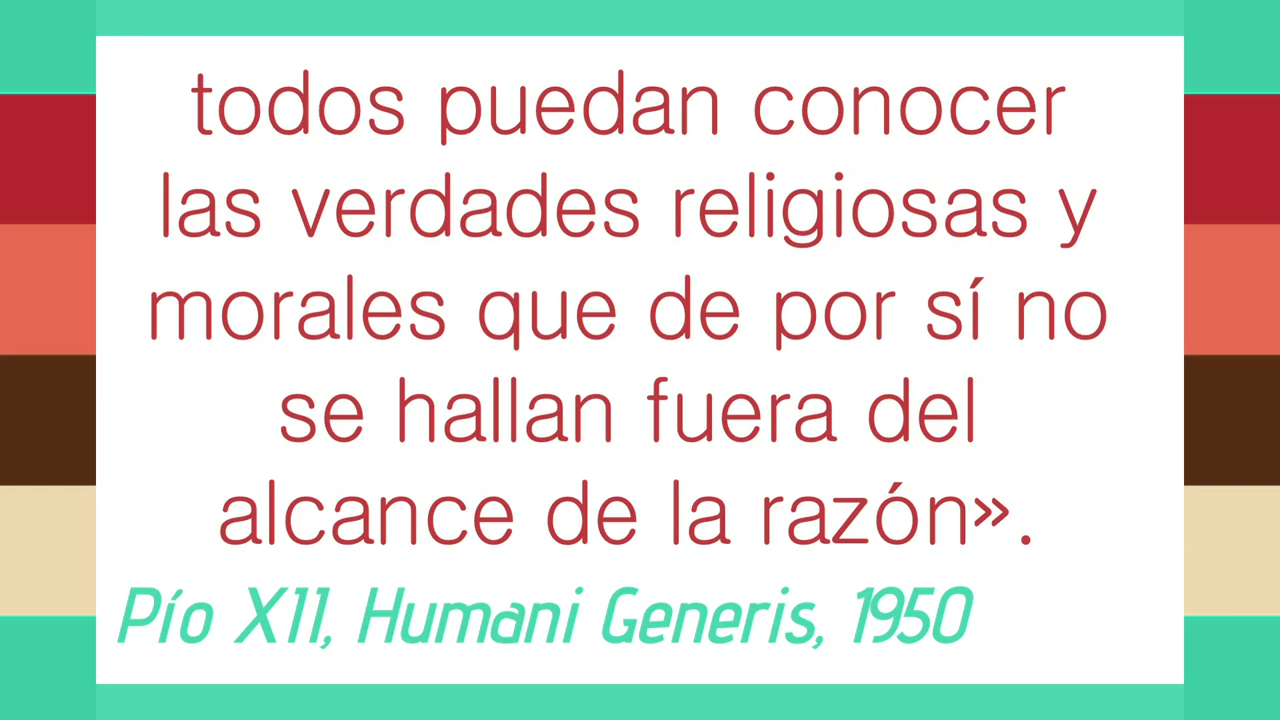 todos puedan conocer
las verdades religiosas y
morales que de por sí no
se hallan fuera del
alcance de la razón».
Pío XII, Humani Generis, 1950